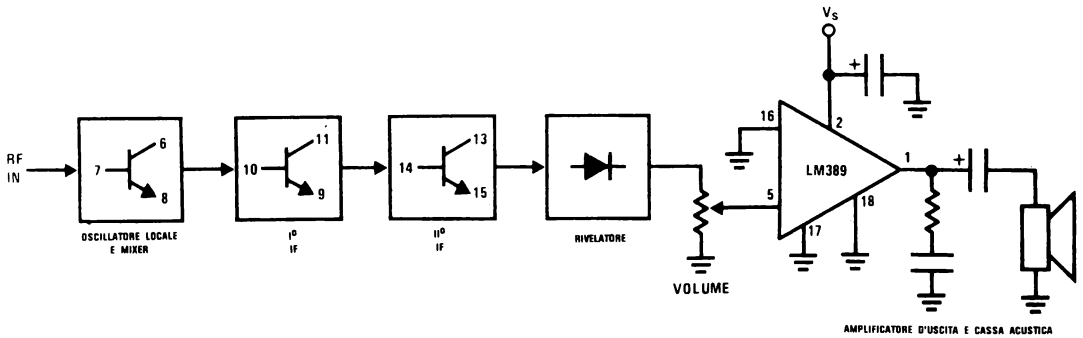 RF
IN
7
6
8
OSCILLATORE LOCALE
E MIXER
10
11
9
I°
IF
14
13
15
II°
IF
RIVELATORE
VOLUME
VS
+
16
2
LM389
5
17
18
1
+
AMPLIFICATORE D'USCITA E CASSA ACUSTICA